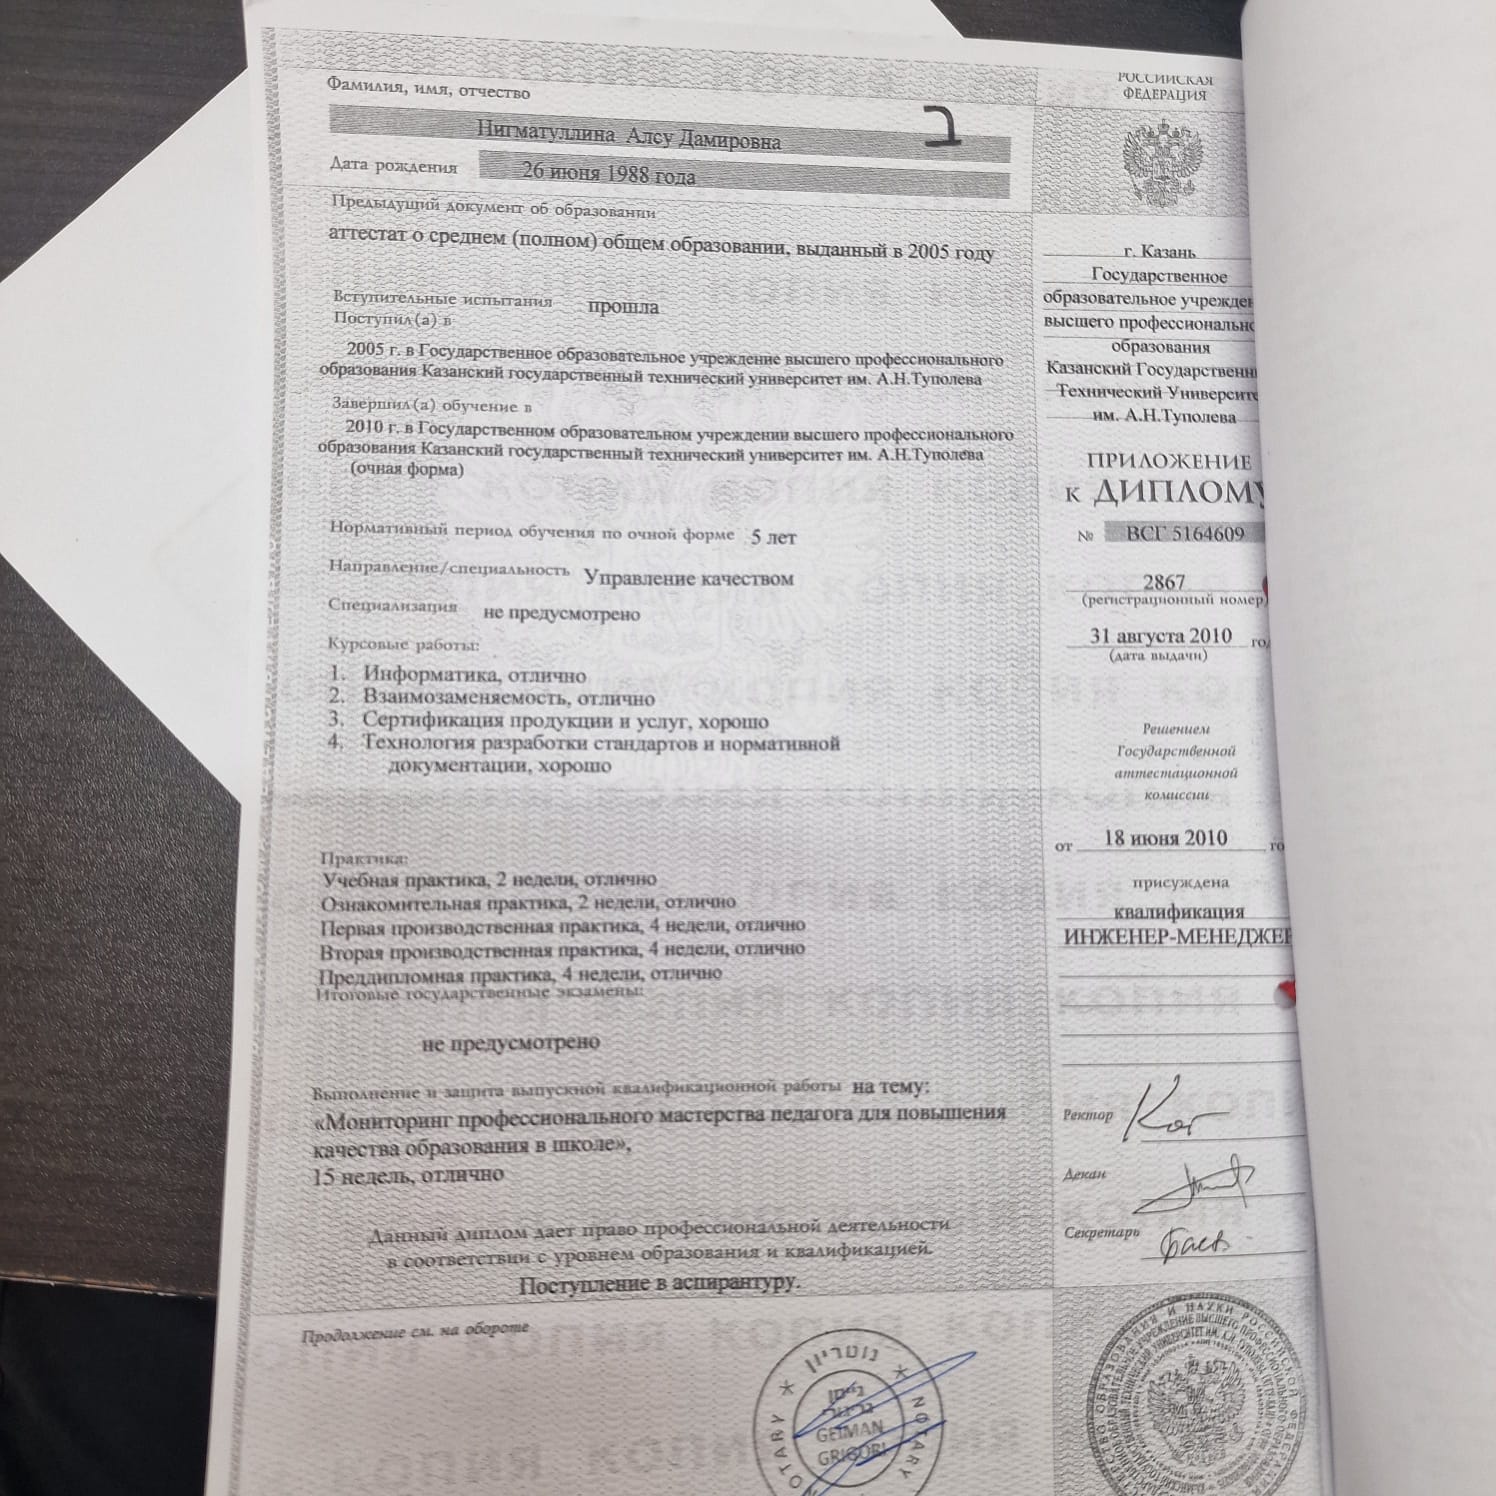 Фамилия, имя, отчество
Нигматуллина Алсу Дамировна
ב
Дата рождения 26 июня 1988 года
Предыдущий документ об образовании
аттестат о среднем (полном) общем образовании, выданный в 2005 году
Вступительные испытания прошла
Поступил(а) в
2005 г. в Государственное образовательное учреждение высшего профессионального
образования Казанский государственный технический университет им. А.Н.Туполева
Завершил(а) обучение в
2010 г. в Государственном образовательном учреждении высшего профессионального
образования Казанский государственный технический университет им. А.Н.Туполева
(очная форма)
Нормативный период обучения по очной форме 5 лет
Направление/специальность Управление качеством
Специализация не предусмотрено
Курсовые работы:
1. Информатика, отлично
2. Взаимозаменяемость, отлично
3. Сертификация продукции и услуг, хорошо
4. Технология разработки стандартов и нормативной
документации, хорошо
Практика:
Учебная практика, 2 недели, отлично
Ознакомительная практика, 2 недели, отлично
Первая производственная практика, 4 недели, отлично
Вторая производственная практика, 4 недели, отлично
Преддипломная практика, 4 недели, отлично
Итоговые государственные экзамены:
не предусмотрено
Выполнение и защита выпускной квалификационной работы на тему:
«Мониторинг профессионального мастерства педагога для повышения
качества образования в школе»,
15 недель, отлично
Данный диплом дает право профессиональной деятельности
в соответствии с уровнем образования и квалификацией.
Поступление в аспирантуру.
Продолжение см. на обороте
נוטריון
GEIMAN
GRIGORI
NOTARY
РОССИЙСКАЯ
ФЕДЕРАЦИЯ
г. Казань
Государственное
образовательное учрежден
высшего профессионально
образования
Казанский Государственн
Технический Университе
им. А.Н.Туполева
ПРИЛОЖЕНИЕ
к ДИПЛОМУ
№ ВСГ 5164609
2867
(регистрационный номер)
31 августа 2010 го
(дата выдачи)
Решением
Государственной
аттестационной
комиссии
от 18 июня 2010 го
присуждена
квалификация
ИНЖЕНЕР-МЕНЕДЖЕР
Ректор
Декан
Секретарь